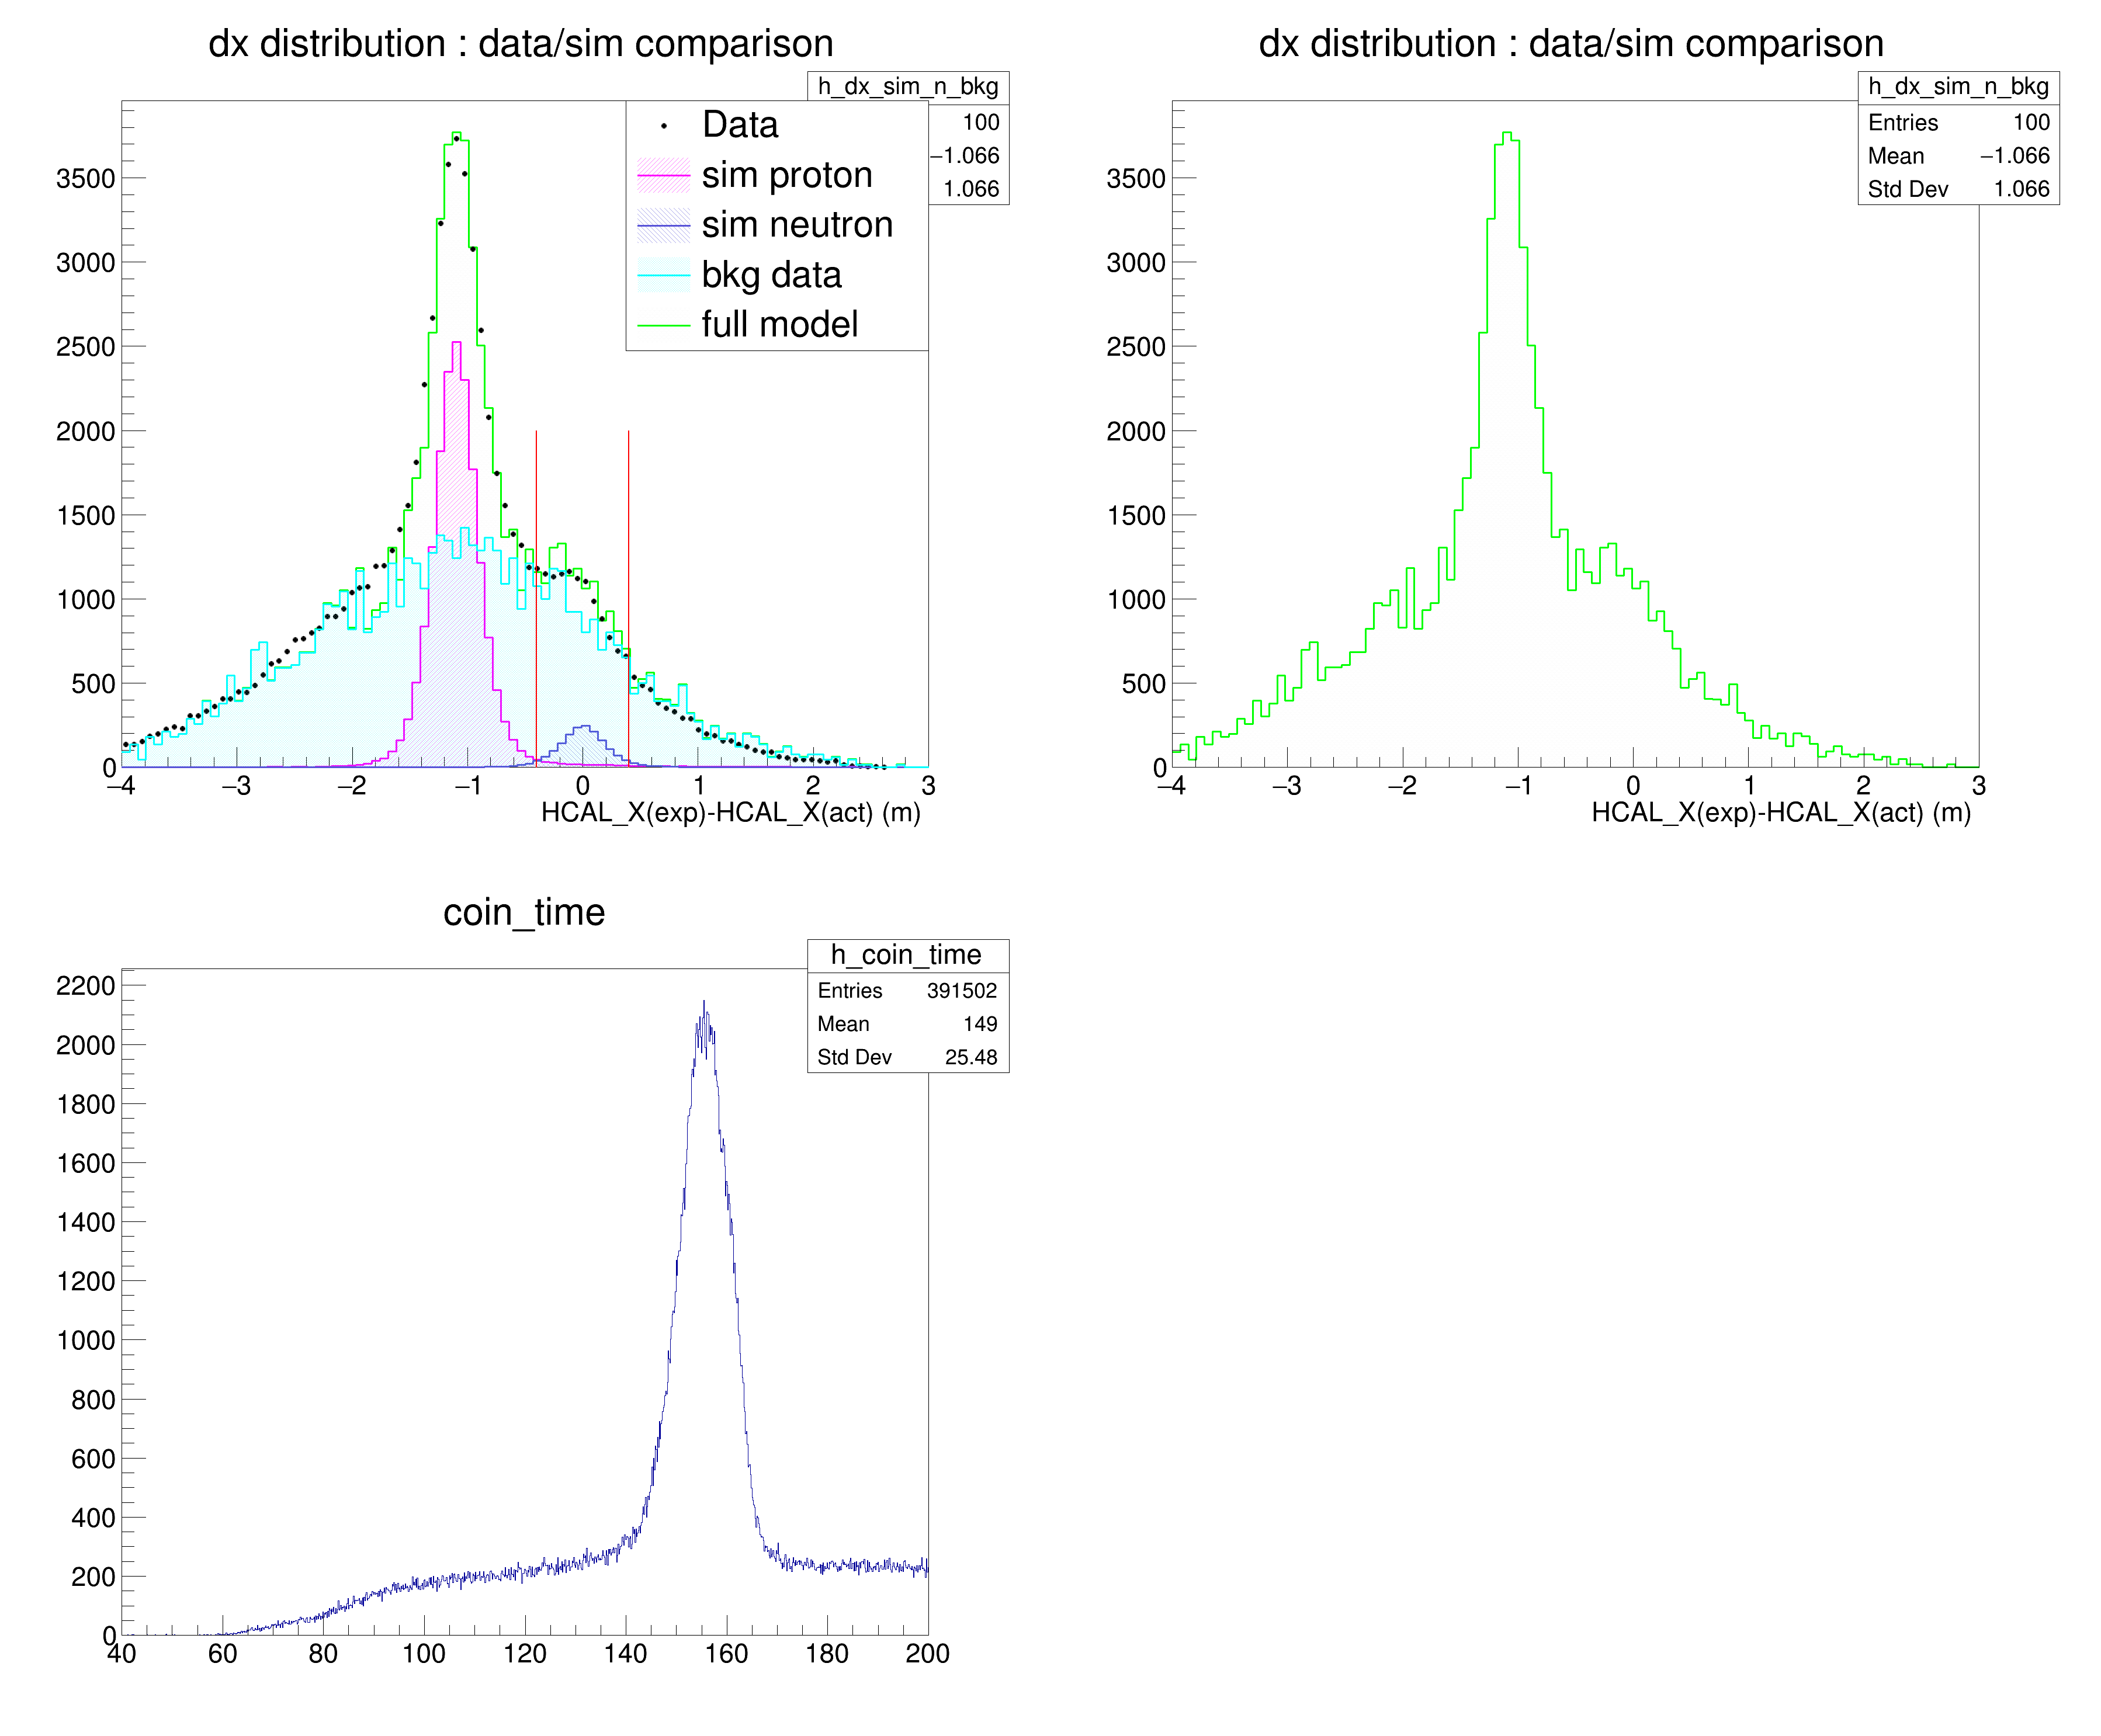 dx distribution : data/sim comparison
h_dx_sim_n_bkg
100
−1.066
1.066
Data
sim proton
sim neutron
bkg data
full model
3500
3000
2500
2000
1500
1000
500
0
−4 −3 −2 −1 0 1 2 3
HCAL_X(exp)-HCAL_X(act) (m)
dx distribution : data/sim comparison
h_dx_sim_n_bkg
Entries 100
Mean −1.066
Std Dev 1.066
3500
3000
2500
2000
1500
1000
500
0
−4 −3 −2 −1 0 1 2 3
HCAL_X(exp)-HCAL_X(act) (m)
coin_time
h_coin_time
Entries 391502
Mean 149
Std Dev 25.48
2200
2000
1800
1600
1400
1200
1000
800
600
400
200
0
40 60 80 100 120 140 160 180 200